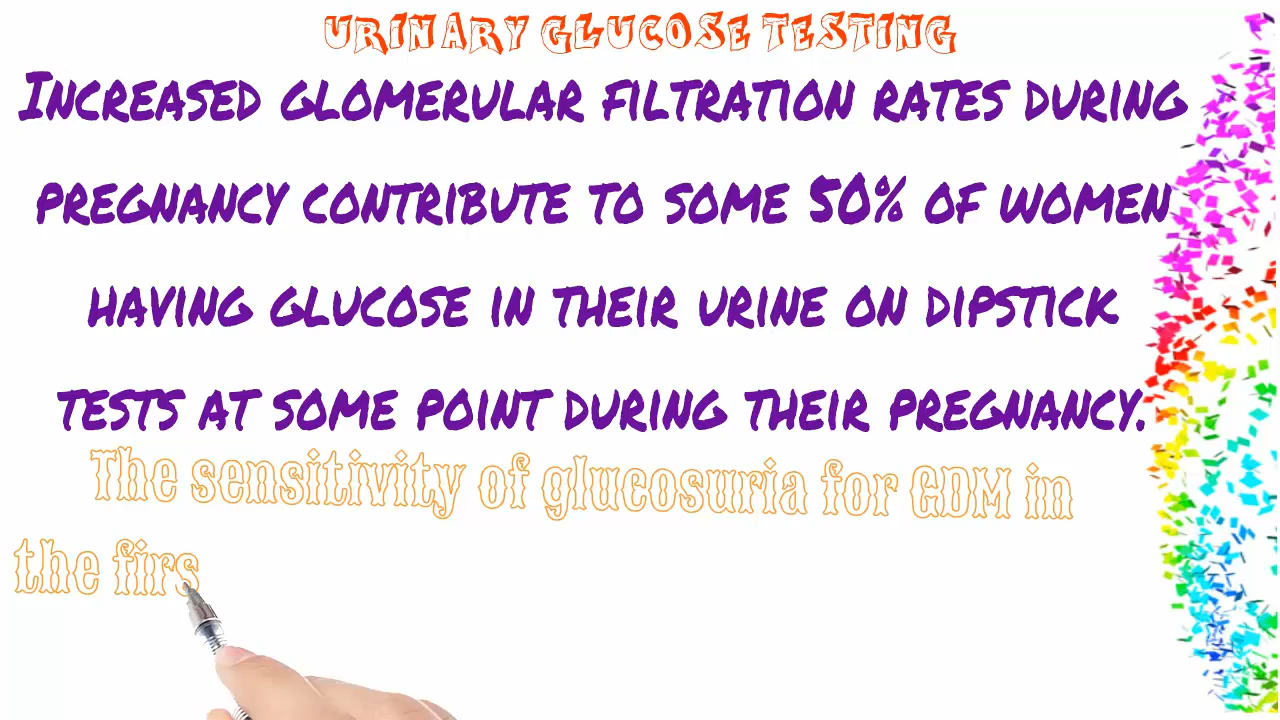 URINARY GLUCOSE TESTING
INCREASED GLOMERULAR FILTRATION RATES DURING
PREGNANCY CONTRIBUTE TO SOME 50% OF WOMEN
HAVING GLUCOSE IN THEIR URINE ON DIPSTICK
TESTS AT SOME POINT DURING THEIR PREGNANCY.
The sensitivity of glucosuria for GDM in
the firs